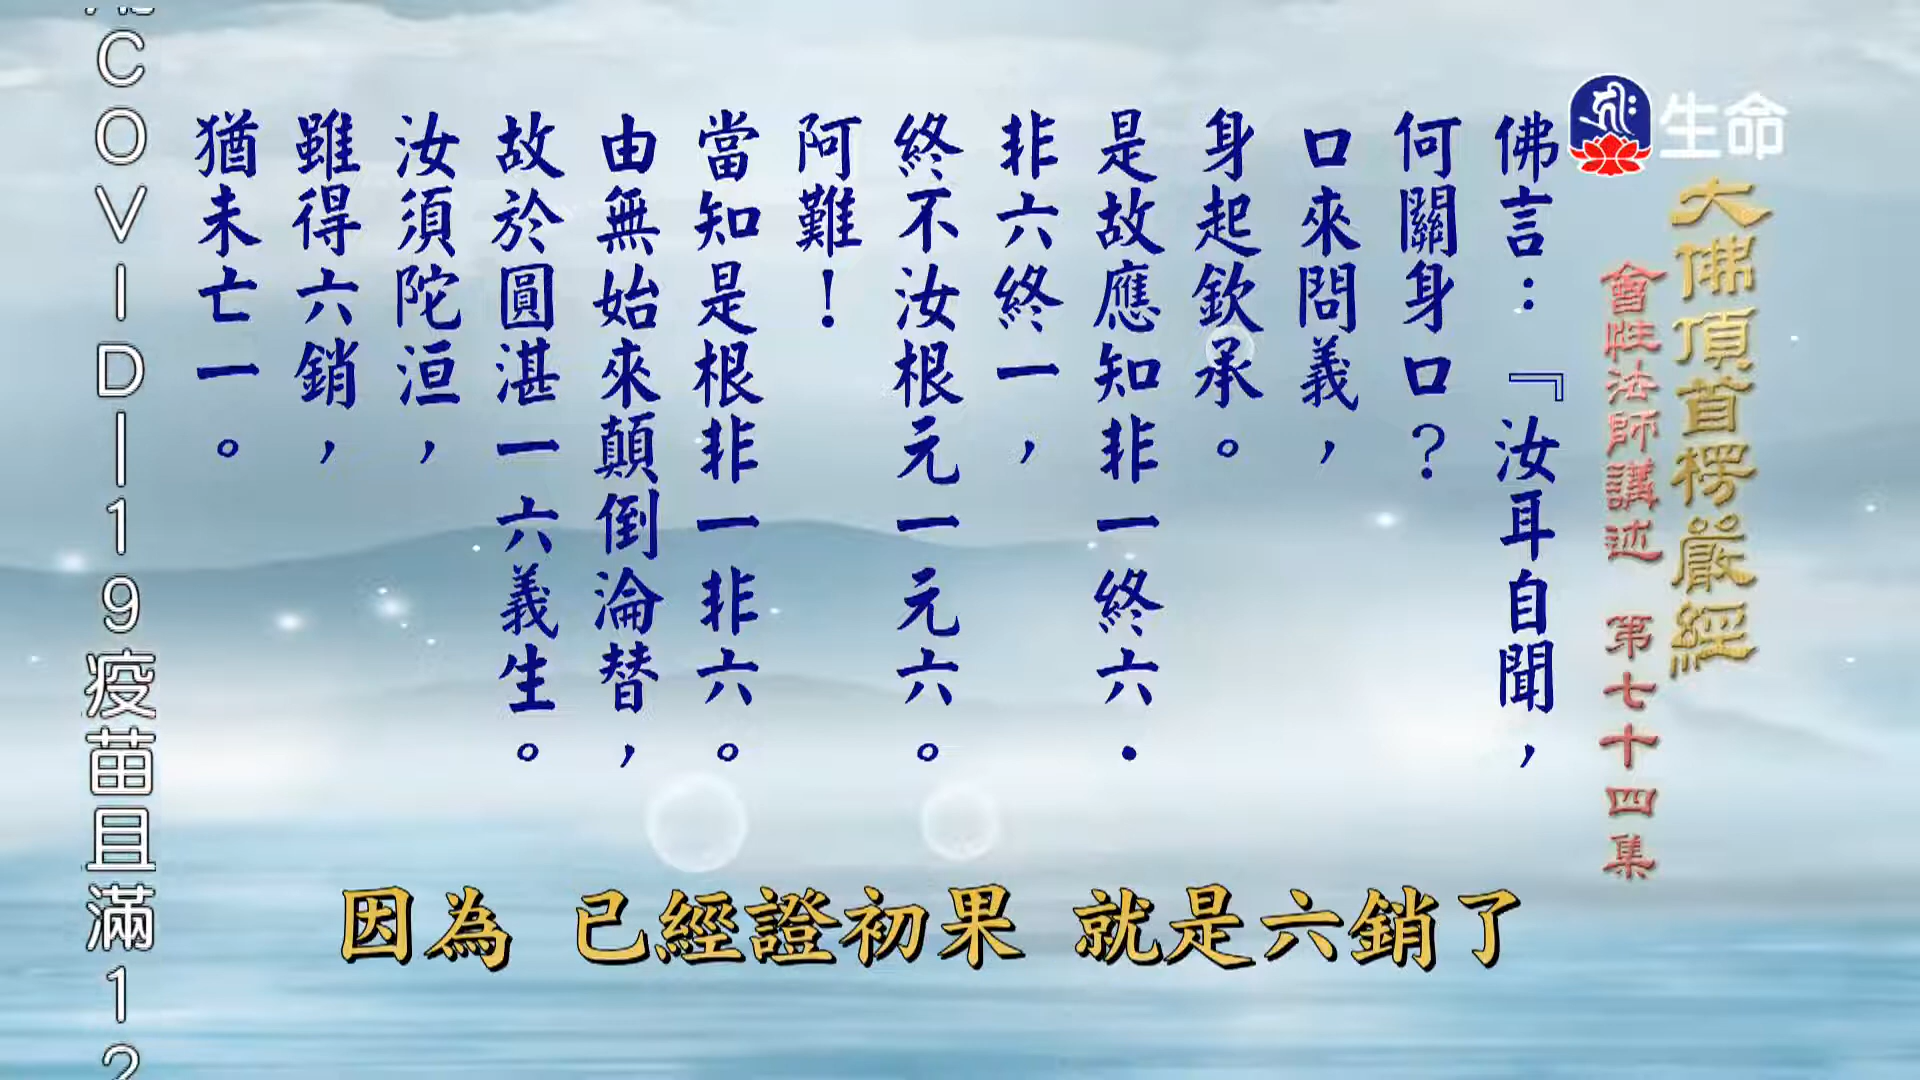 生命
大佛頂首楞嚴經
會性法師講述 第七十四集
佛言：『汝耳自聞，
何關身口？
口來問義，
身起欽承。
是故應知非一終六．
非六終一，
終不汝根元一元六。
阿難！
當知是根非一非六。
由無始來顛倒淪替，
故於圓湛一六義生。
汝須陀洹，
雖得六銷，
猶未亡一。
COVID-19疫苗且滿12
因為 已經證初果 就是六銷了